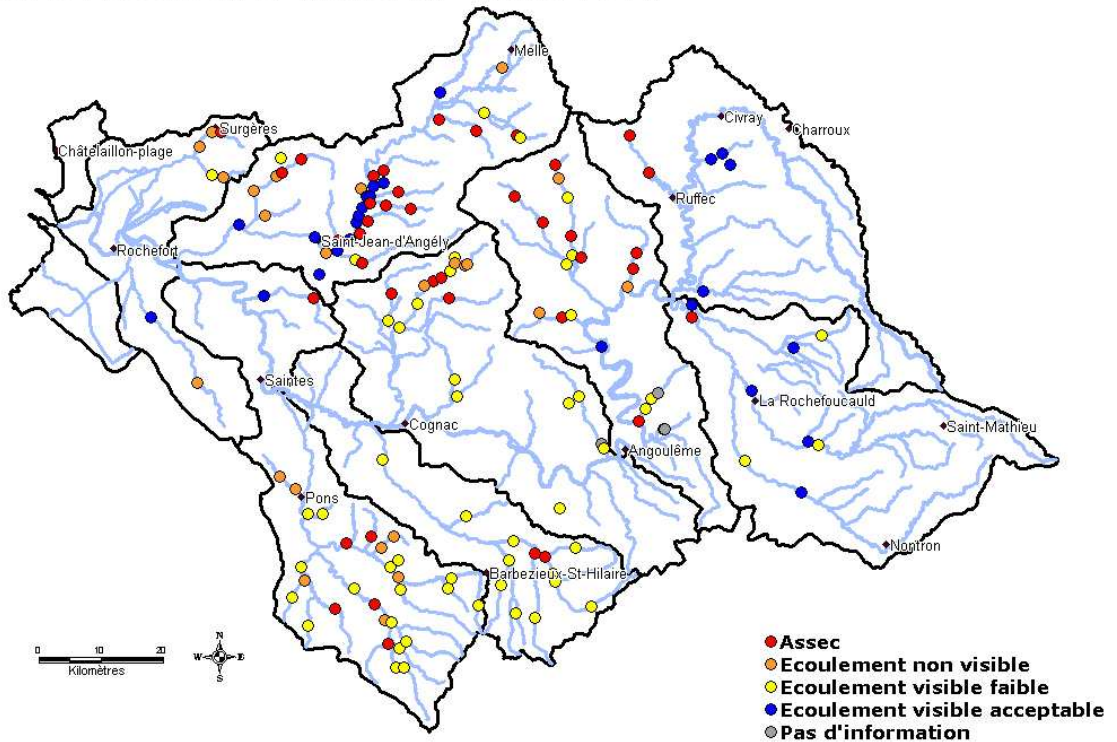 Melle
Surgères
Civray
Charroux
Châtelaillon-plage
Ruffec
Saint-Jean-d'Angély
Rochefort
Saintes
La Rochefoucauld
Saint-Mathieu
Cognac
Angoulême
Pons
Nontron
Barbezieux-St-Hilaire
N
W E
S
0 10 20
Kilomètres
Assec
Ecoulement non visible
Ecoulement visible faible
Ecoulement visible acceptable
Pas d'information